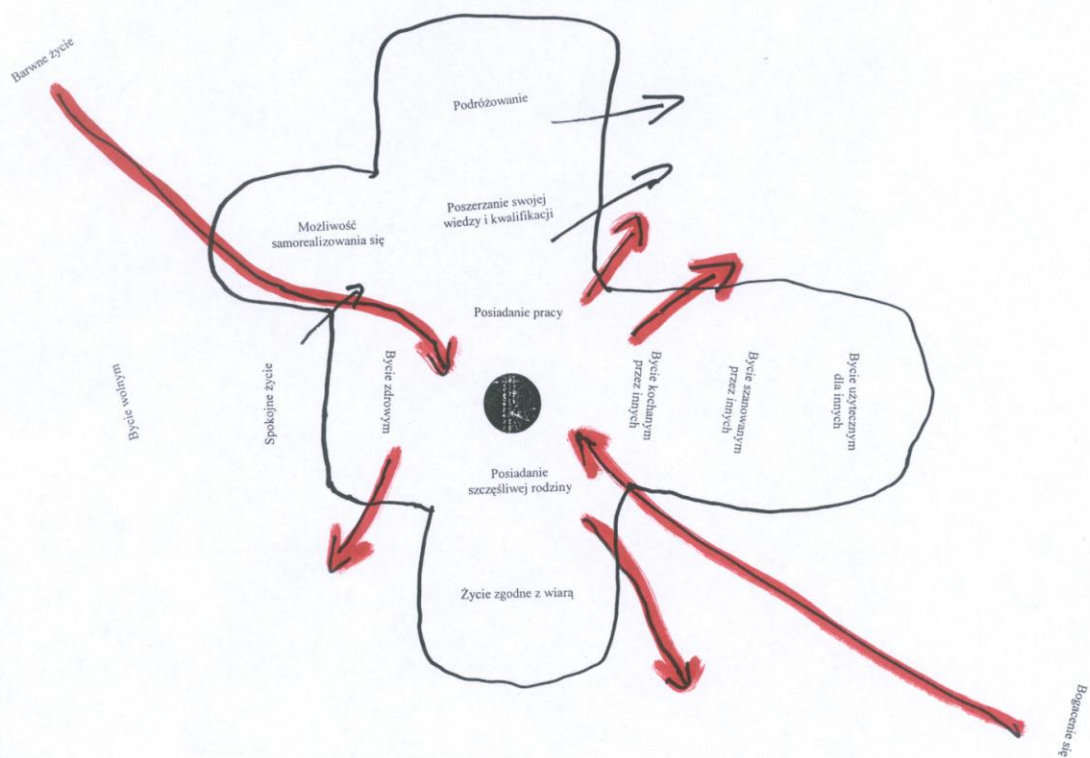 Barwne życie
Podróżowanie
Poszerzanie swojej
wiedzy i kwalifikacji
Możliwość
samorealizowania się
Posiadanie pracy
Bycie wolnym
Spokojne życie
Bycie zdrowym
Bycie kochanym
przez innych
Bycie szanowanym
przez innych
Bycie użytecznym
dla innych
Posiadanie
szczęśliwej rodziny
Życie zgodne z wiarą
Bogacenie się